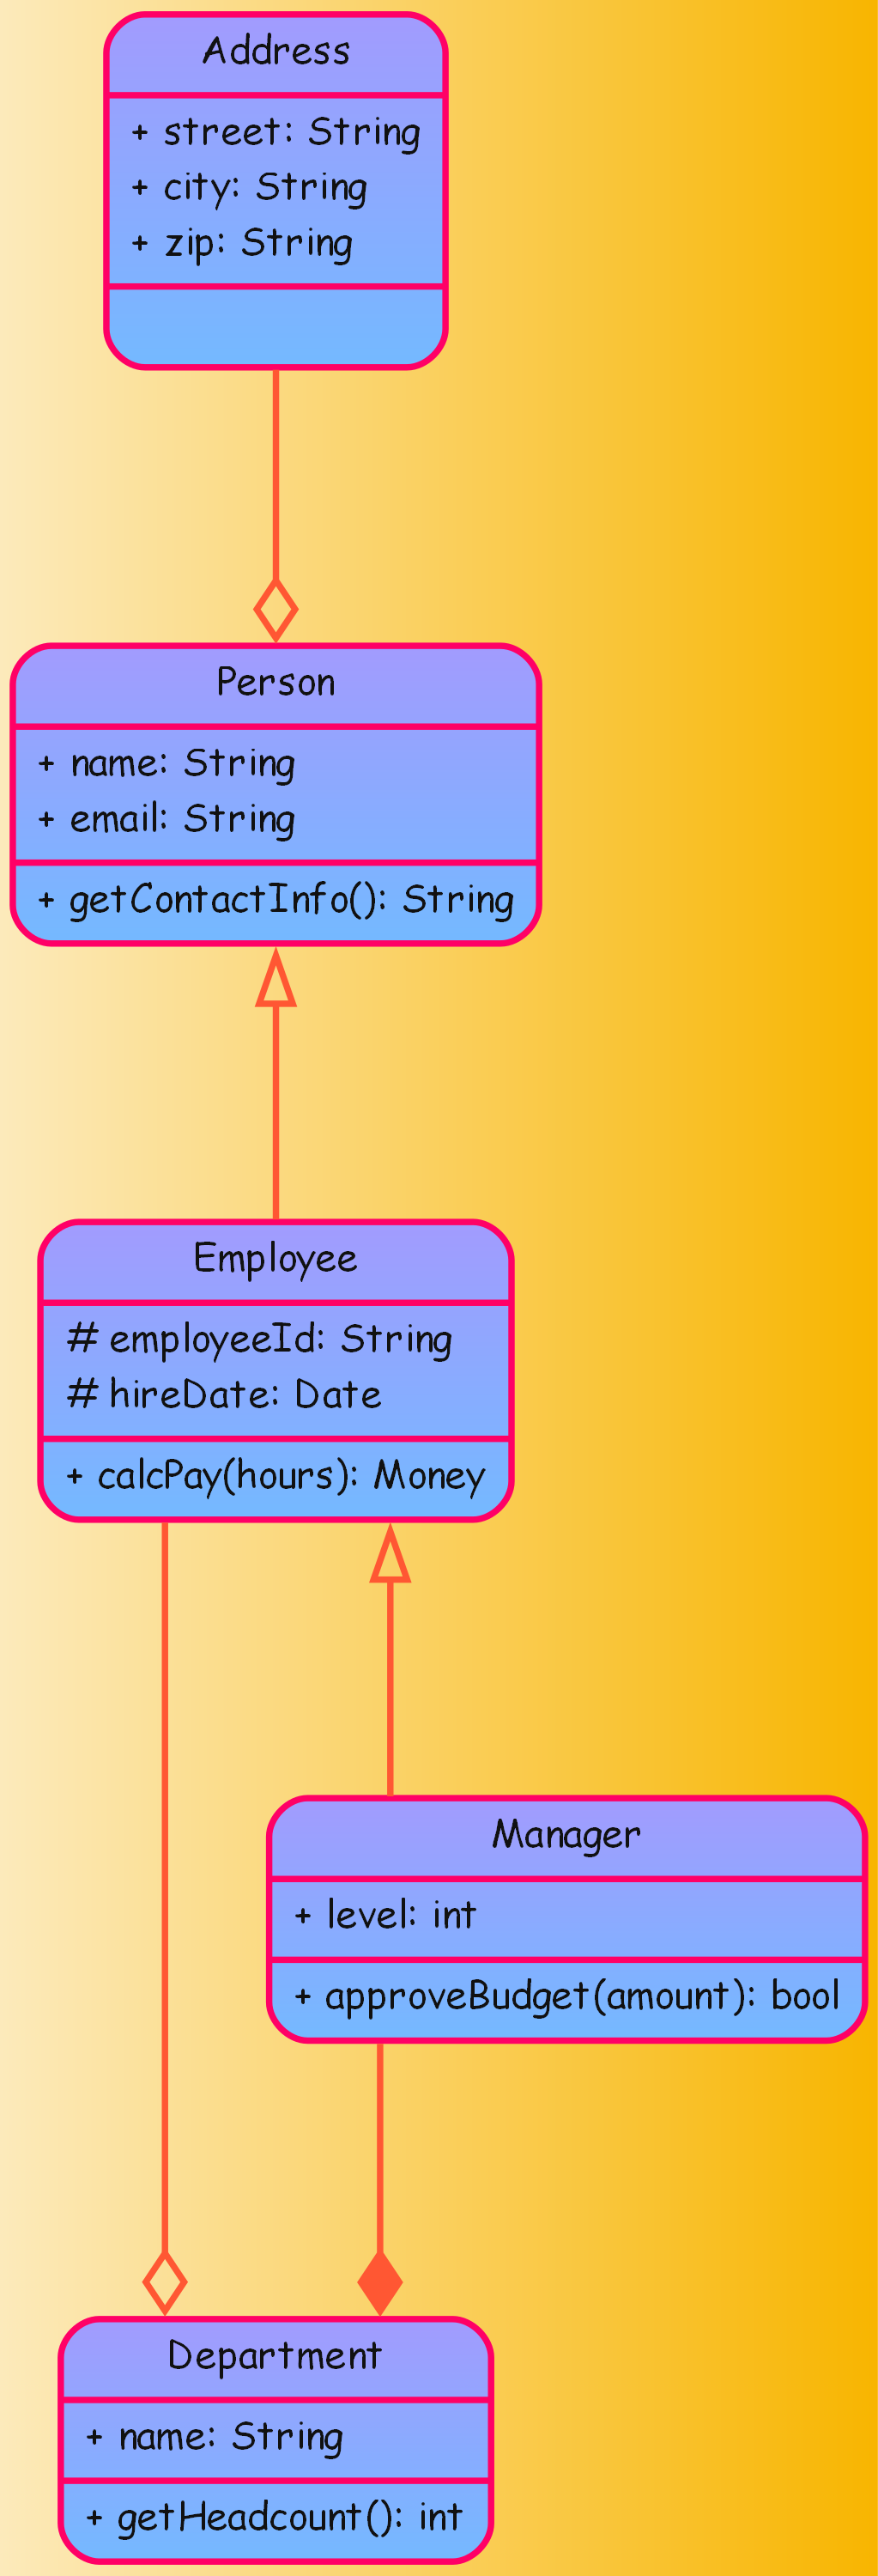 Address
+ street: String
+ city: String
+ zip: String
Person
+ name: String
+ email: String
+ getContactInfo(): String
Employee
# employeeId: String
# hireDate: Date
+ calcPay(hours): Money
Manager
+ level: int
+ approveBudget(amount): bool
Department
+ name: String
+ getHeadcount(): int